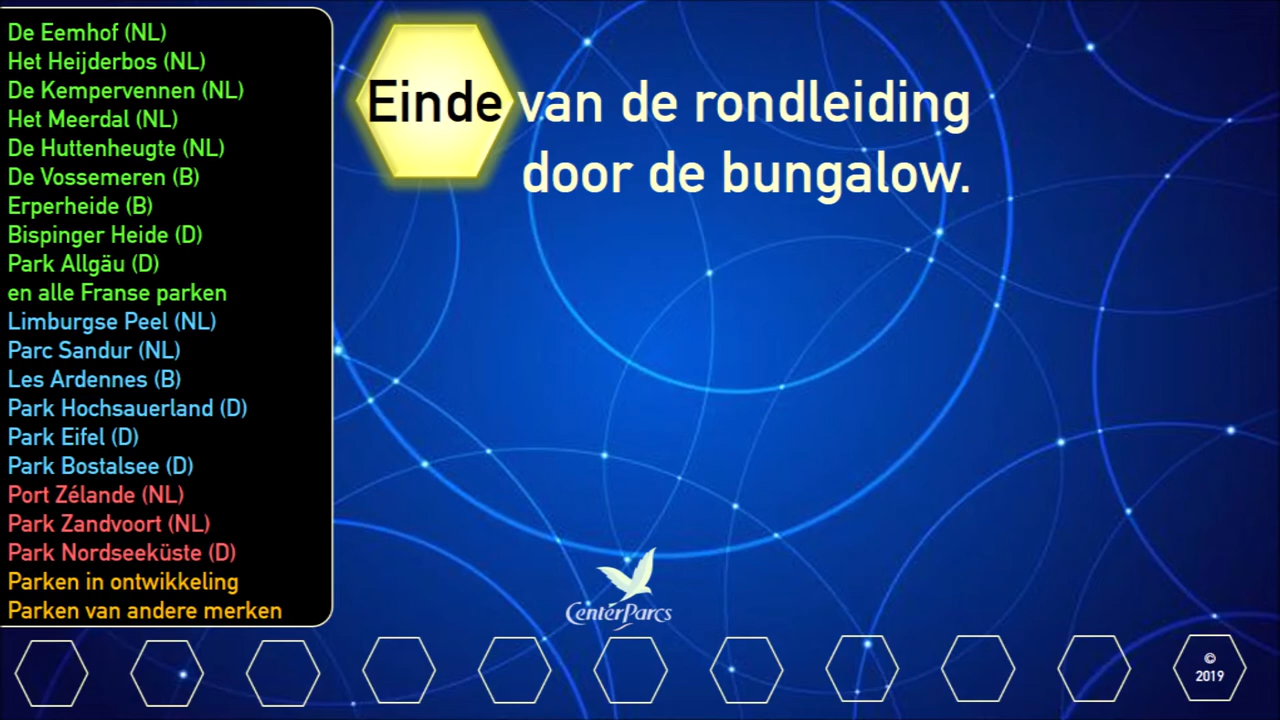 De Eemhof (NL)
Het Heijderbos (NL)
De Kempervennen (NL)
Het Meerdal (NL)
De Huttenheugte (NL)
De Vossemeren (B)
Erperheide (B)
Bispinger Heide (D)
Park Allgäu (D)
en alle Franse parken
Limburgse Peel (NL)
Parc Sandur (NL)
Les Ardennes (B)
Park Hochsauerland (D)
Park Eifel (D)
Park Bostalsee (D)
Port Zélande (NL)
Park Zandvoort (NL)
Park Nordseeküste (D)
Parken in ontwikkeling
Parken van andere merken
Einde van de rondleiding
door de bungalow.
CenterParcs
©
2019